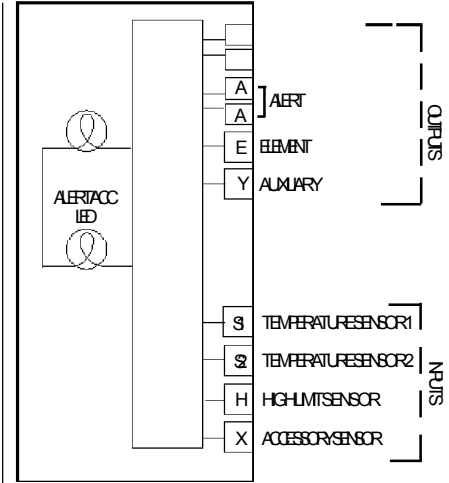 A
A
ALERT
E ELEMENT
Y AUXILIARY
OUTPUTS
ALERT ACC
LED
S1 TEMPERATURE SENSOR 1
S2 TEMPERATURE SENSOR 2
H HIGH LIMIT SENSOR
X ACCESSORY SENSOR
INPUTS